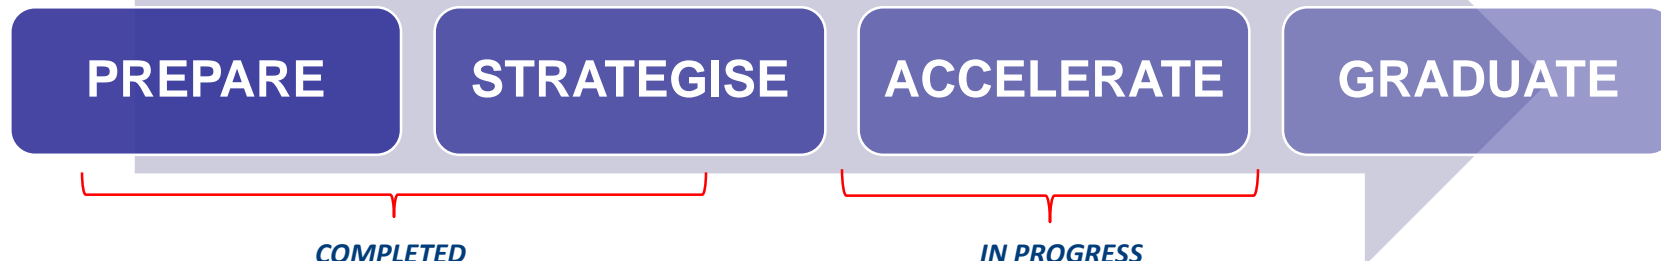 PREPARE STRATEGISE ACCELERATE GRADUATE
COMPLETED IN PROGRESS